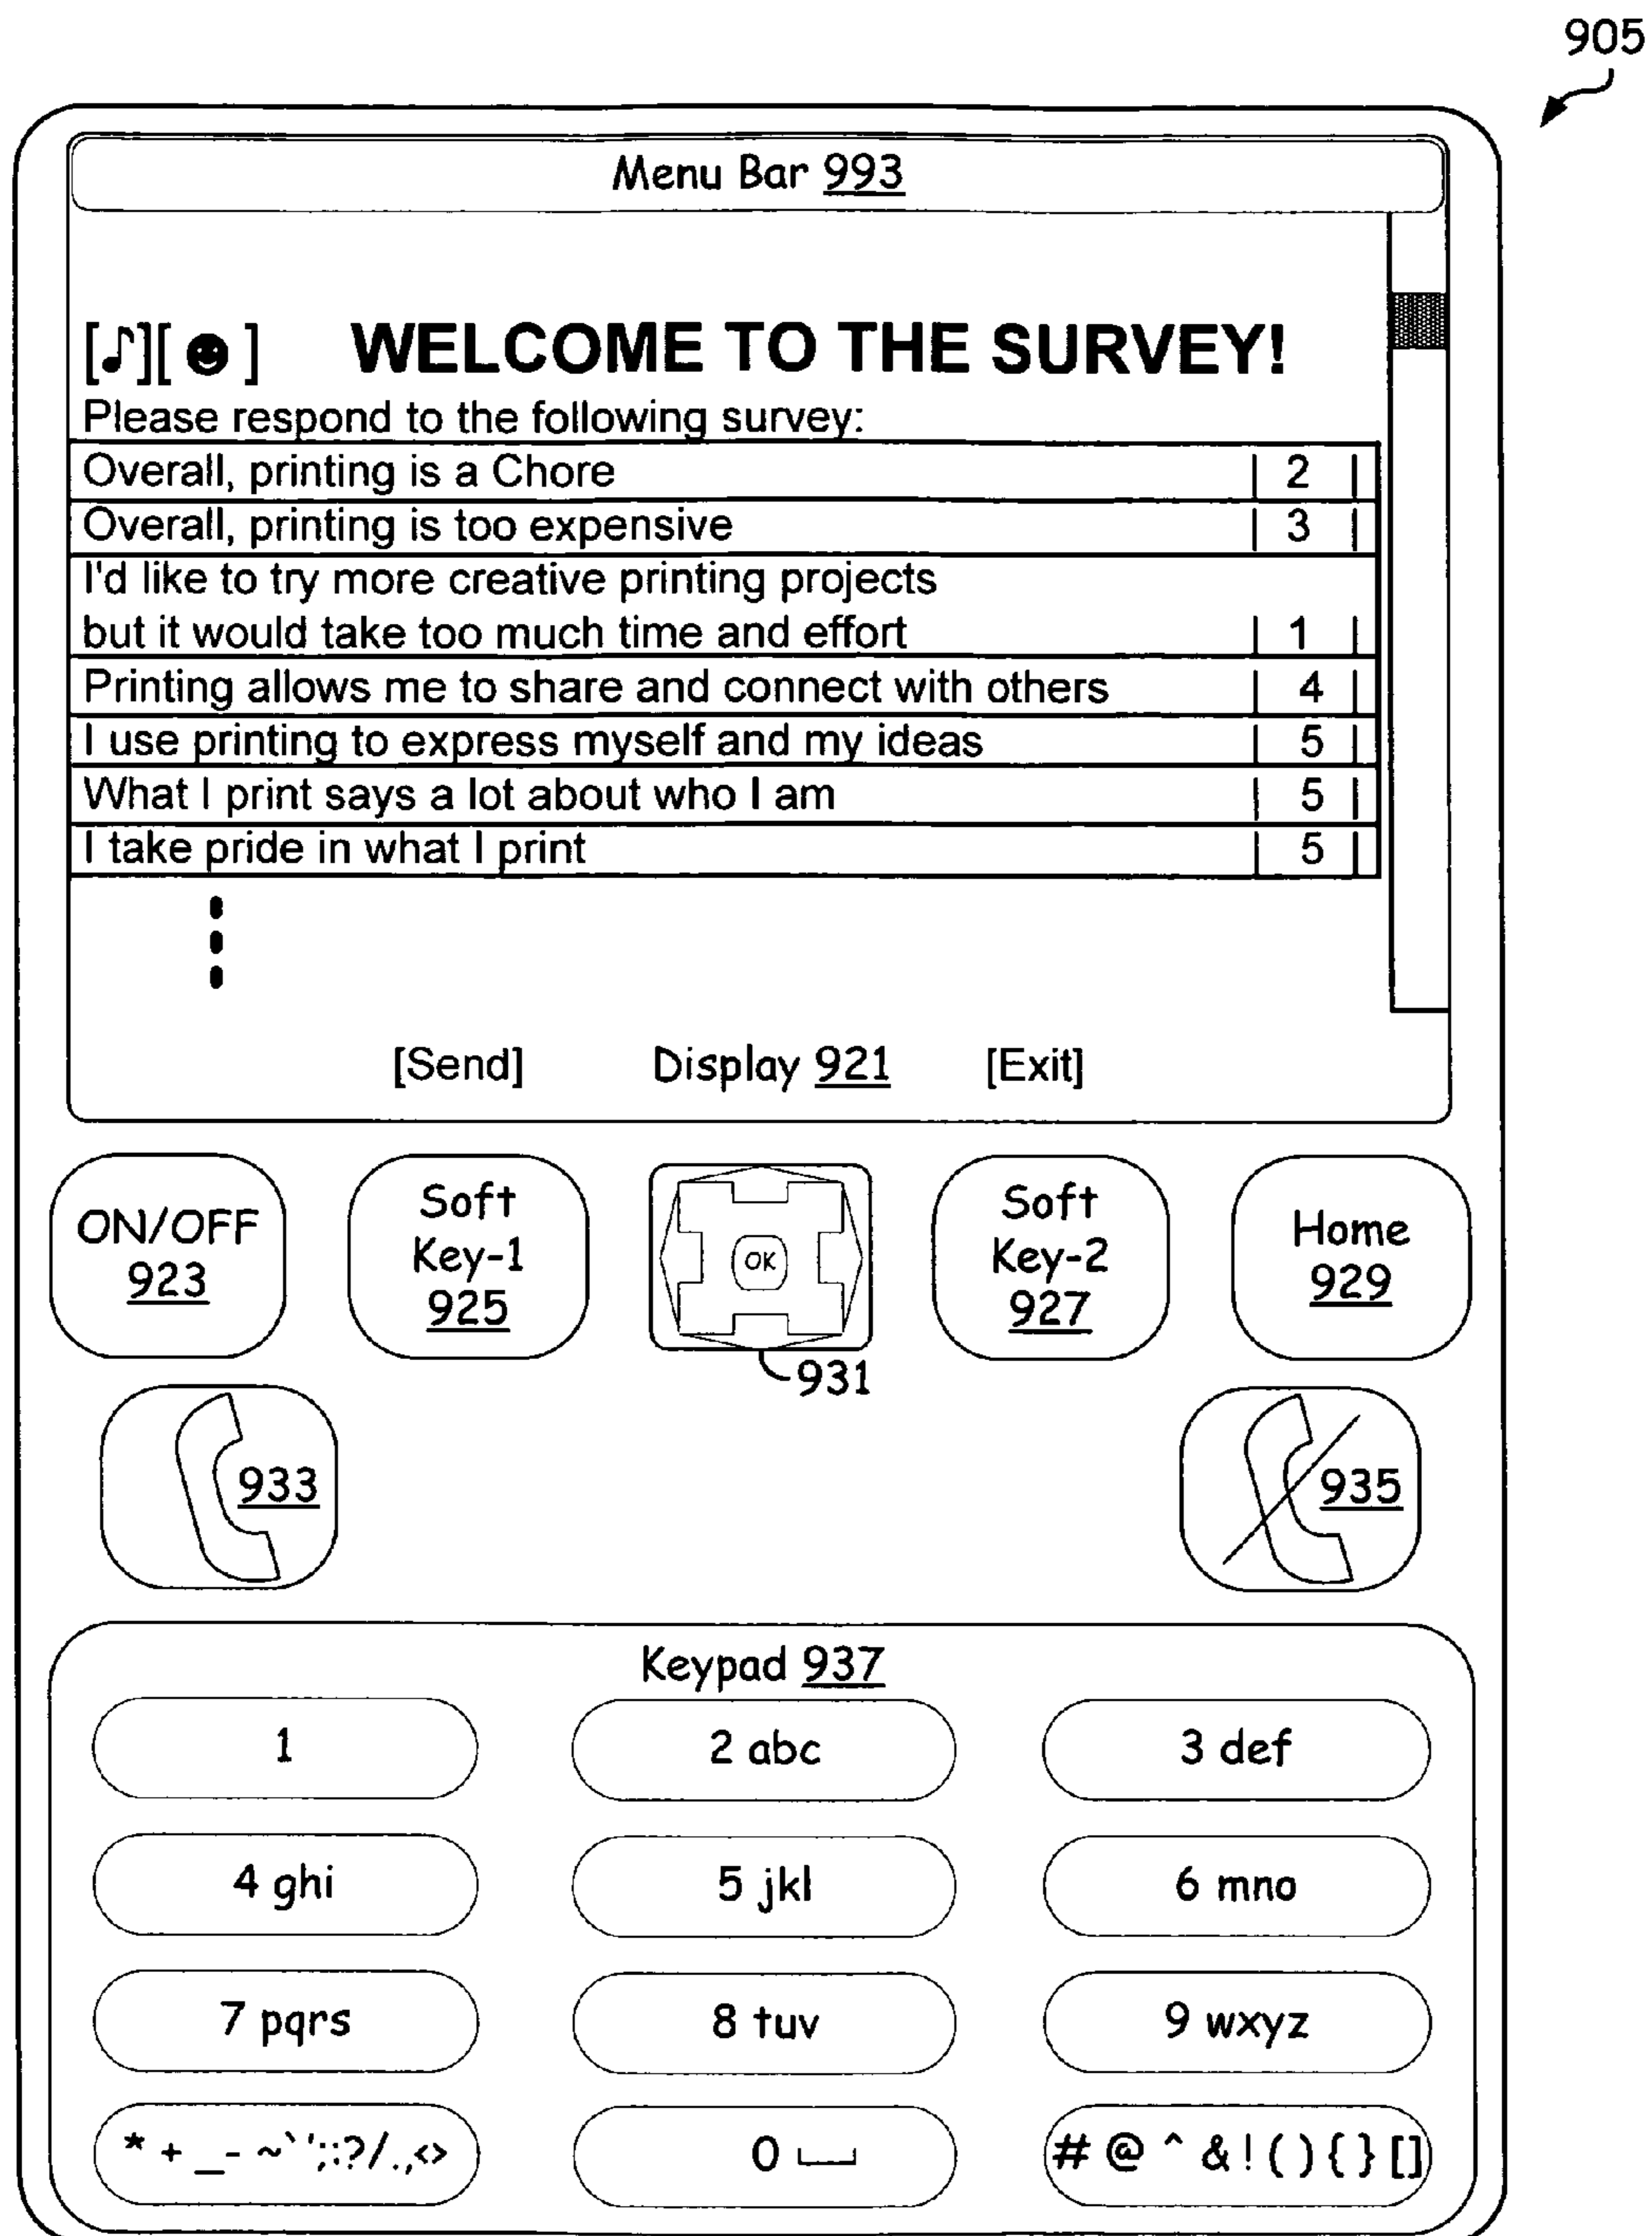 905
Menu Bar 993
[♪][☻] WELCOME TO THE SURVEY!
Please respond to the following survey:
Overall, printing is a Chore | 2 |
Overall, printing is too expensive | 3 |
I'd like to try more creative printing projects
but it would take too much time and effort | 1 |
Printing allows me to share and connect with others | 4 |
I use printing to express myself and my ideas | 5 |
What I print says a lot about who I am | 5 |
I take pride in what I print | 5 |
[Send] Display 921 [Exit]
ON/OFF
923
Soft
Key-1
925
OK
931
Soft
Key-2
927
Home
929
933
935
Keypad 937
1
2 abc
3 def
4 ghi
5 jkl
6 mno
7 pqrs
8 tuv
9 wxyz
* + _ - ~ ` ' ; : ? / . , < >
0 ⎵
# @ ^ & ! ( ) { } [ ]